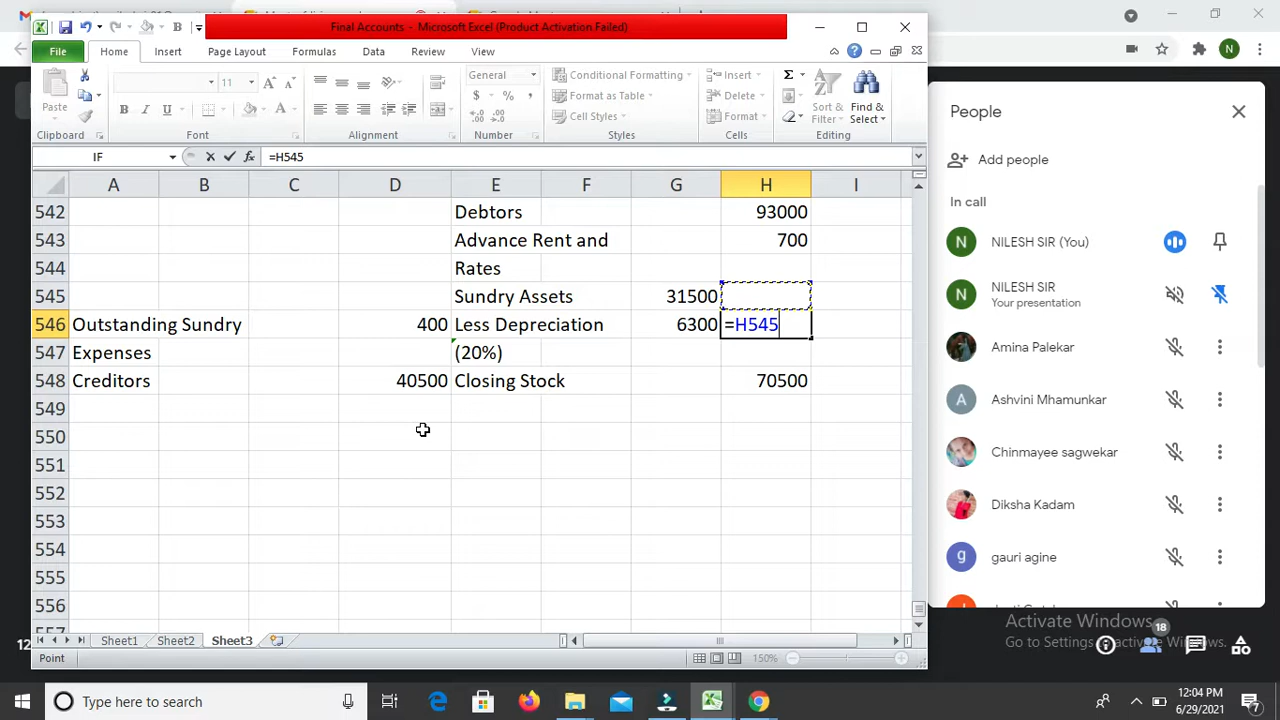 Final Accounts - Microsoft Excel (Product Activation Failed)
File Home Insert Page Layout Formulas Data Review View
Paste
11
General
Conditional Formatting
Format as Table
Cell Styles
Insert
Delete
Format
Sort &
Filter
Find &
Select
Clipboard Font Alignment Number Styles Cells Editing
IF =H545
A B C D E F G H I
542 Debtors 93000
543 Advance Rent and 700
544 Rates
545 Sundry Assets 31500
546 Outstanding Sundry 400 Less Depreciation 6300 =H545
547 Expenses (20%)
548 Creditors 40500 Closing Stock 70500
549
550
551
552
553
554
555
556
Sheet1 Sheet2 Sheet3
Point 150%
N
People
Add people
In call
N NILESH SIR (You)
N NILESH SIR
Your presentation
Amina Palekar
A Ashvini Mhamunkar
Chinmayee sagwekar
Diksha Kadam
g gauri agine
Activate Windows
Go to Settings to activate Windows.
18
12
Type here to search
12:04 PM
6/29/2021
7